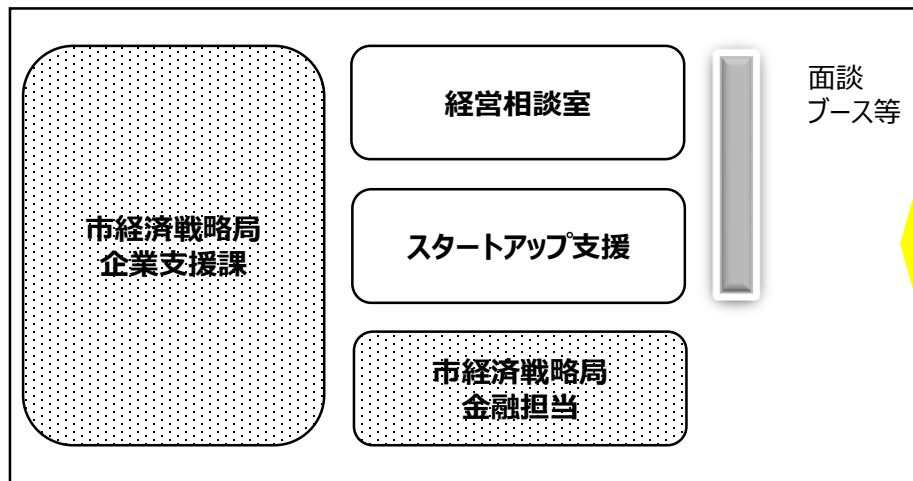 市経済戦略局
企業支援課
経営相談室
スタートアップ支援
市経済戦略局
金融担当
面談
ブース等